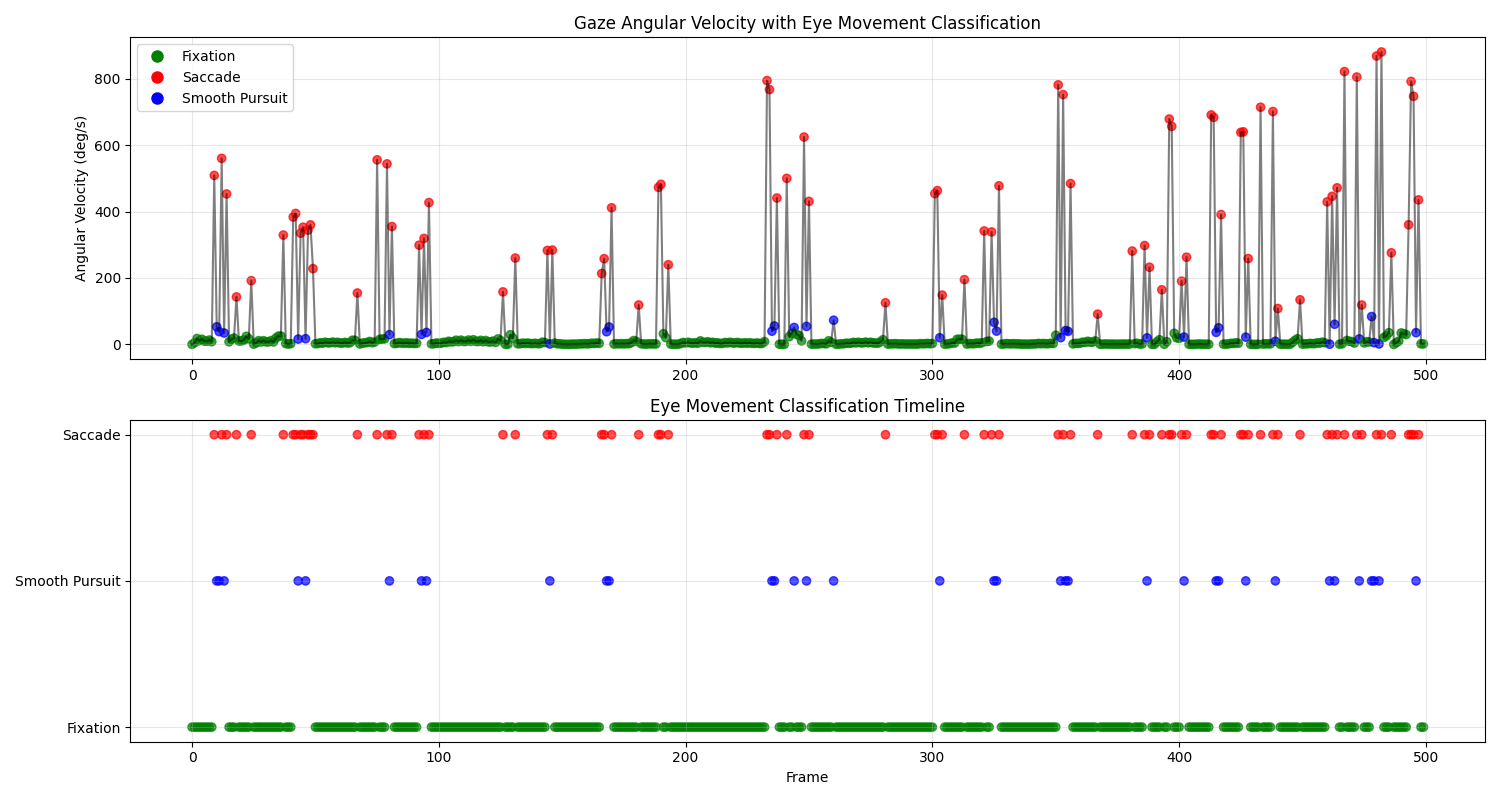 Gaze Angular Velocity with Eye Movement Classification
Fixation
Saccade
Smooth Pursuit
Angular Velocity (deg/s)
800
600
400
200
0
0 100 200 300 400 500
Eye Movement Classification Timeline
Saccade
Smooth Pursuit
Fixation
0 100 200 300 400 500
Frame